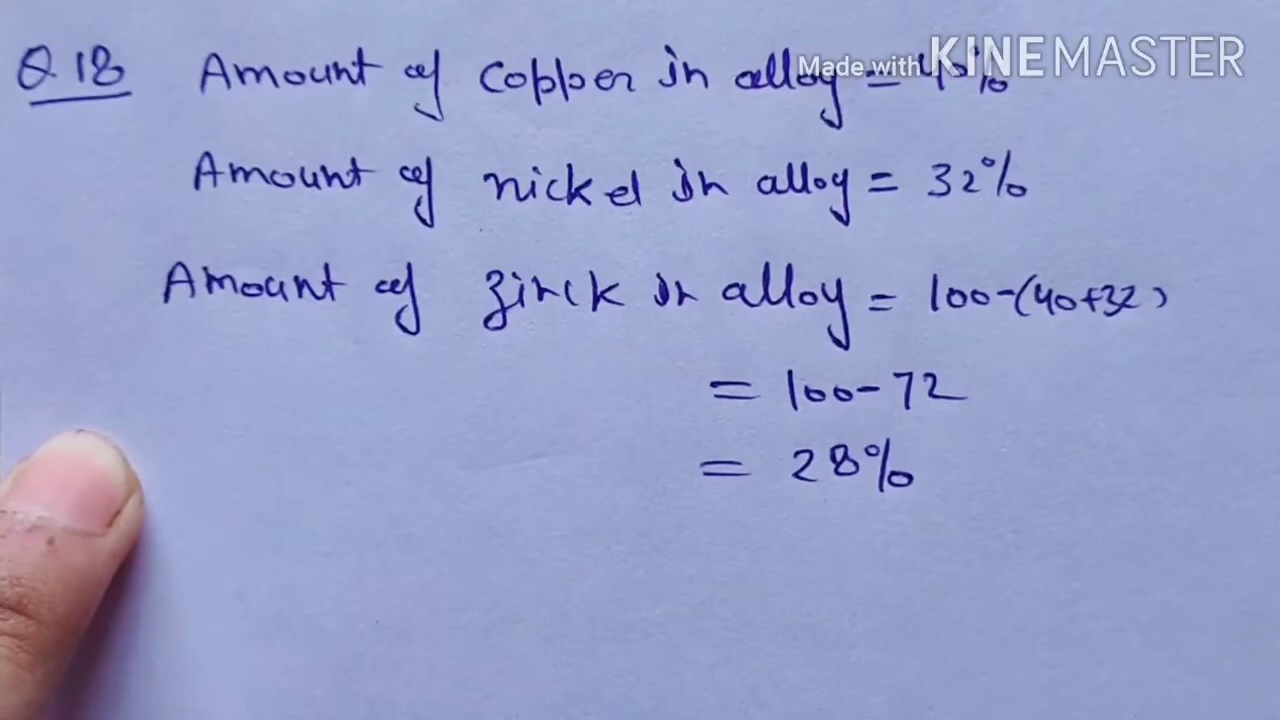 Q.18 Amount of copper in alloy = 40%
Made with KINEMASTER
Amount of nickel in alloy = 32%
Amount of zinck in alloy = 100-(40+32)
= 100-72
= 28%